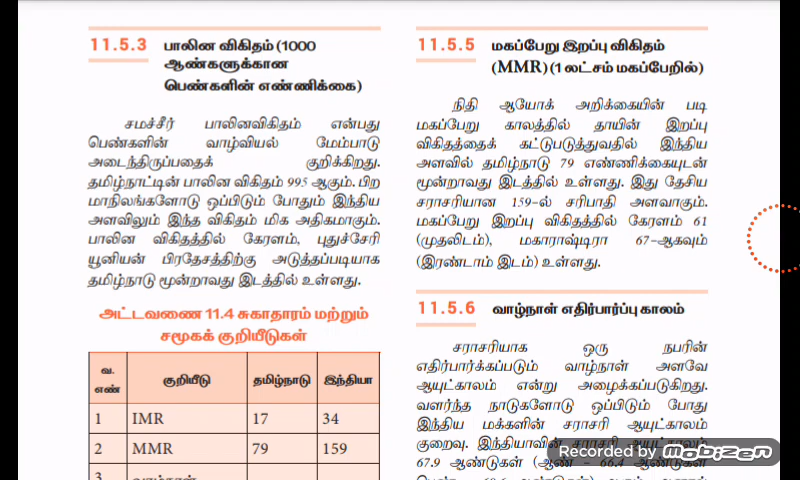 11.5.3 பாலின விகிதம் (1000
ஆண்களுக்கான
பெண்களின் எண்ணிக்கை)
சமச்சீர் பாலினவிகிதம் என்பது
பெண்களின் வாழ்வியல் மேம்பாடு
அடைந்திருப்பதைக் குறிக்கிறது.
தமிழ்நாட்டின் பாலின விகிதம் 995 ஆகும். பிற
மாநிலங்களோடு ஒப்பிடும் போதும் இந்திய
அளவிலும் இந்த விகிதம் மிக அதிகமாகும்.
பாலின விகிதத்தில் கேரளம், புதுச்சேரி
யூனியன் பிரதேசத்திற்கு அடுத்தப்படியாக
தமிழ்நாடு மூன்றாவது இடத்தில் உள்ளது.
அட்டவணை 11.4 சுகாதாரம் மற்றும்
சமூகக் குறியீடுகள்
வ. எண் குறியீடு தமிழ்நாடு இந்தியா
1 IMR 17 34
2 MMR 79 159
3
11.5.5 மகப்பேறு இறப்பு விகிதம்
(MMR) (1 லட்சம் மகப்பேறில்)
நிதி ஆயோக் அறிக்கையின் படி
மகப்பேறு காலத்தில் தாயின் இறப்பு
விகிதத்தைக் கட்டுபடுத்துவதில் இந்திய
அளவில் தமிழ்நாடு 79 எண்ணிக்கையுடன்
மூன்றாவது இடத்தில் உள்ளது. இது தேசிய
சராசரியான 159-ல் சரிபாதி அளவாகும்.
மகப்பேறு இறப்பு விகிதத்தில் கேரளம் 61
(முதலிடம்), மகாராஷ்டிரா 67-ஆகவும்
(இரண்டாம் இடம்) உள்ளது.
11.5.6 வாழ்நாள் எதிர்பார்ப்பு காலம்
சராசரியாக ஒரு நபரின்
எதிர்பார்க்கப்படும் வாழ்நாள் அளவே
ஆயுட்காலம் என்று அழைக்கப்படுகிறது.
வளர்ந்த நாடுகளோடு ஒப்பிடும் போது
இந்திய மக்களின் சராசரி ஆயுட்காலம்
குறைவு. இந்தியாவின் சராசரி ஆயுட்காலம்
67.9 ஆண்டுகள் (ஆண் – 66.4 ஆண்டுகள்
Recorded by mobizen